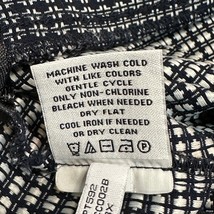 MACHINE WASH COLD
WITH LIKE COLORS
GENTLE CYCLE
ONLY NON-CHLORINE
BLEACH WHEN NEEDED
DRY FLAT
COOL IRON IF NEEDED
OR DRY CLEAN